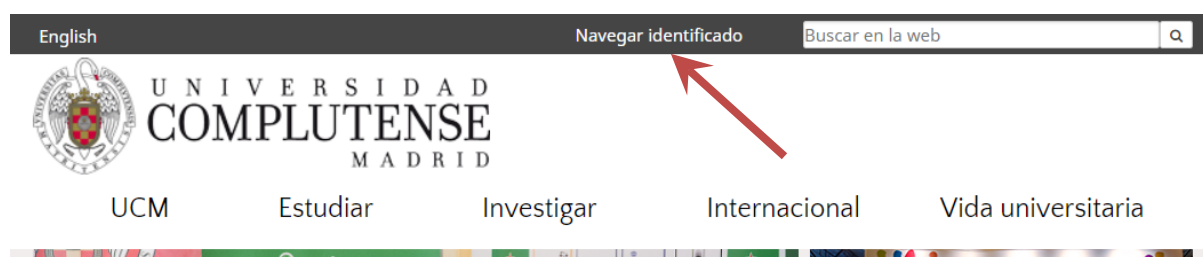 English Navegar identificado Buscar en la web
UNIVERSIDAD
COMPLUTENSE
MADRID
UCM Estudiar Investigar Internacional Vida universitaria